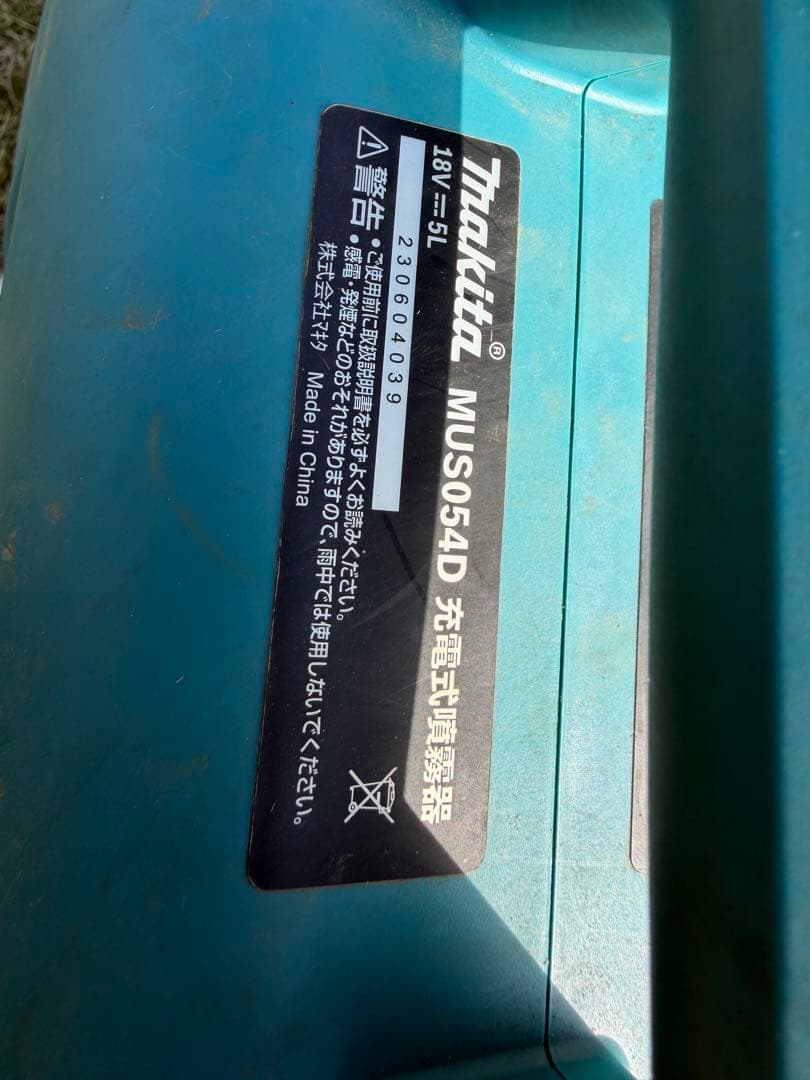 makita® MUS054D 充電式噴霧器
18V ⎓ 5L
230604039
⚠警告 •ご使用前に取扱説明書を必ずよくお読みください。
•感電・発煙などのおそれがありますので、雨中では使用しないでください。
株式会社マキタ Made in China